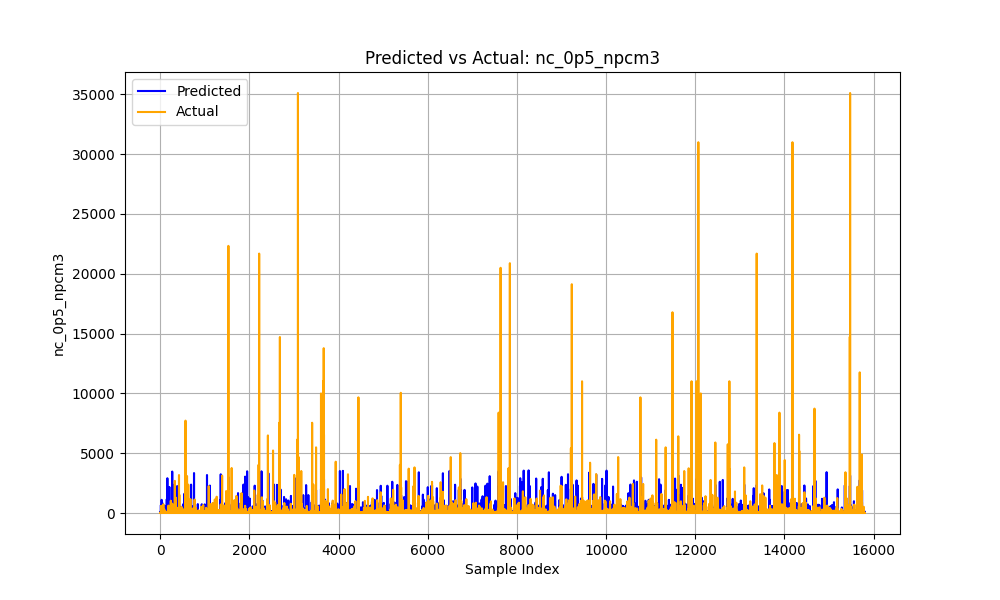 Predicted vs Actual: nc_0p5_npcm3
Predicted
Actual
35000
30000
25000
20000
15000
10000
5000
0
nc_0p5_npcm3
0 2000 4000 6000 8000 10000 12000 14000 16000
Sample Index